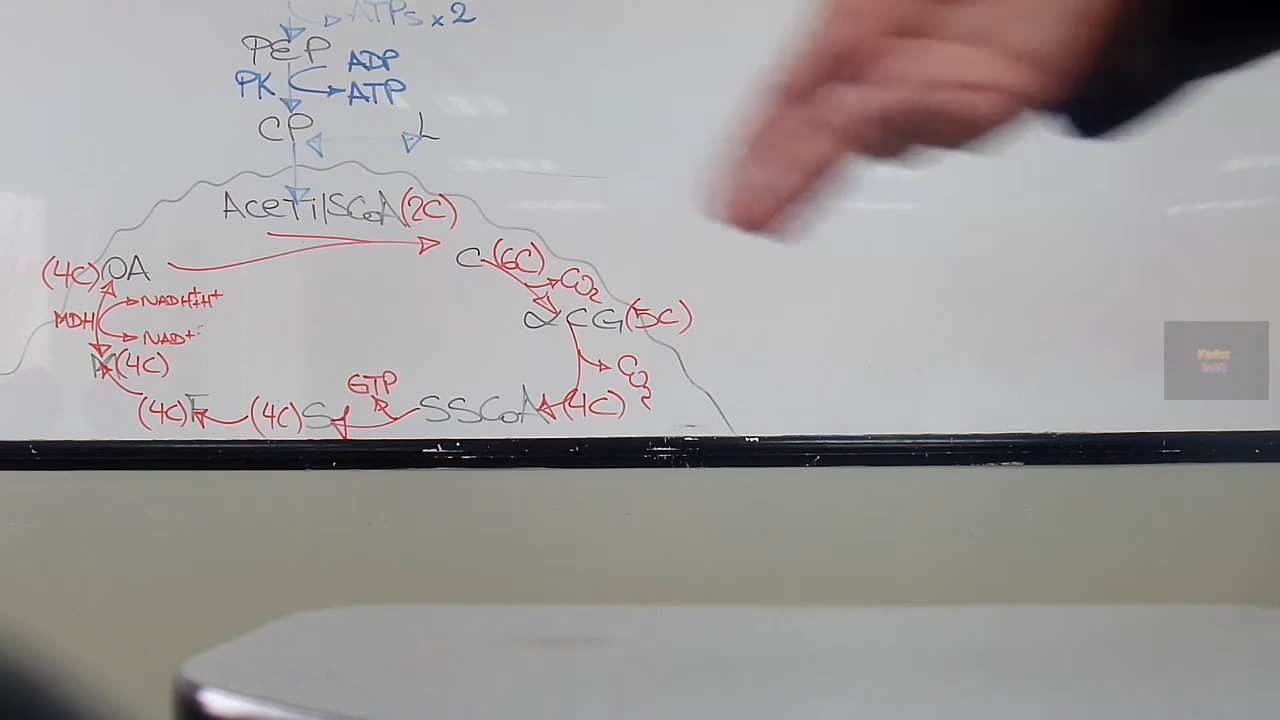 ATPs x 2
PEP
ADP
PK
ATP
CP
L
AcetilSCoA (2C)
C (6C)
CO2
(4C) OA
NADH+H+
αCG (5C)
MDH
NAD+
M (4C)
CO2
GTP
(4C) F
(4C) S
SSCoA (4C)